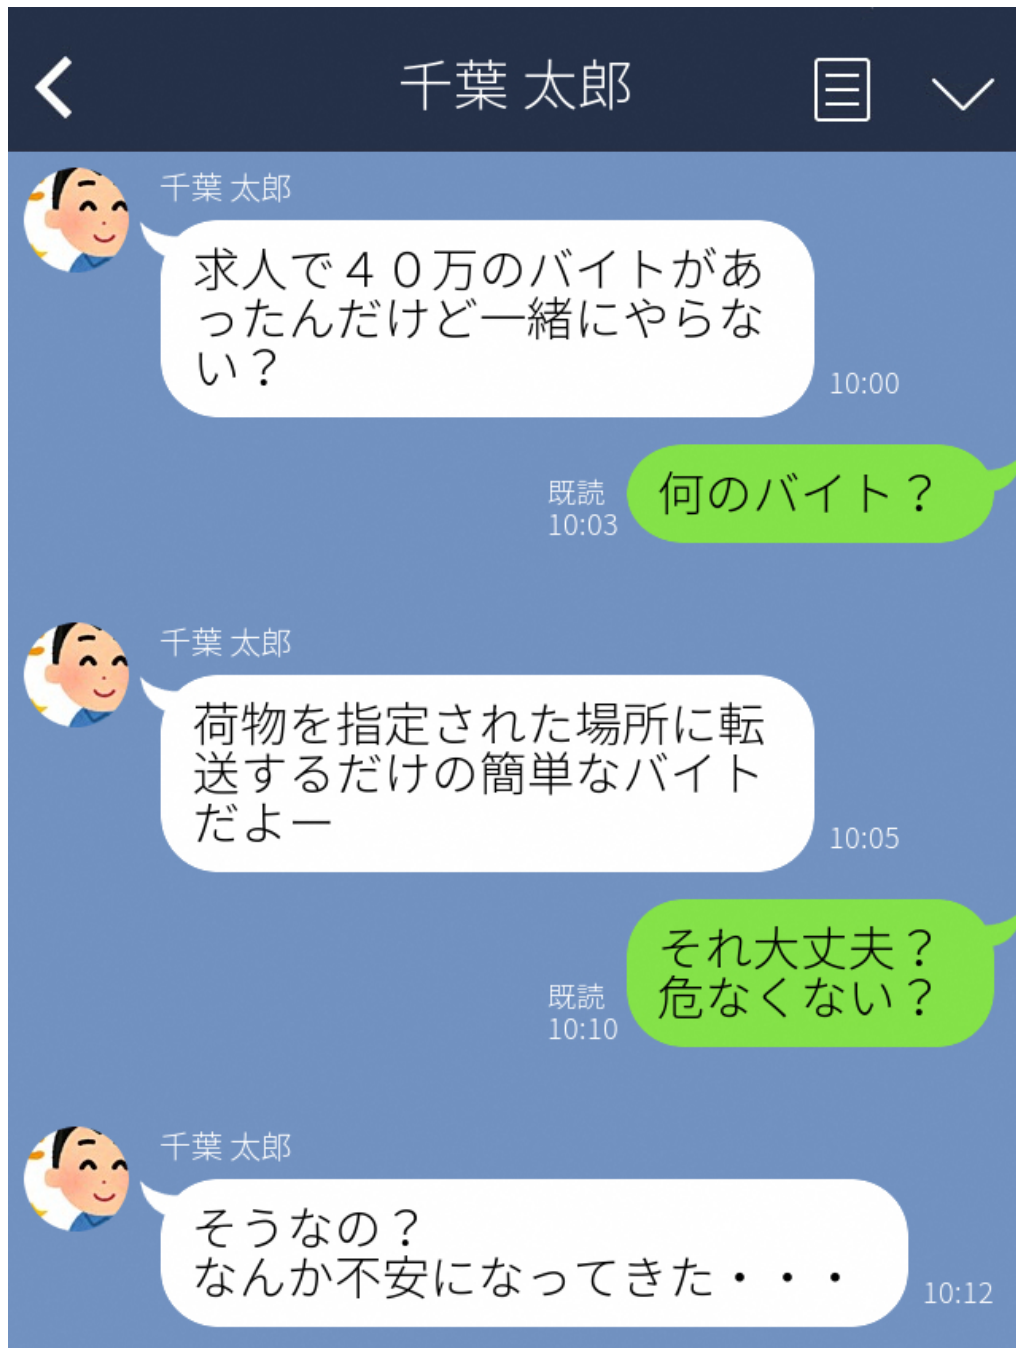 千葉 太郎
千葉 太郎
求人で４０万のバイトがあ
ったんだけど一緒にやらな
い？
10:00
何のバイト？
既読
10:03
千葉 太郎
荷物を指定された場所に転
送するだけの簡単なバイト
だよー
10:05
それ大丈夫？
危なくない？
既読
10:10
千葉 太郎
そうなの？
なんか不安になってきた・・・
10:12